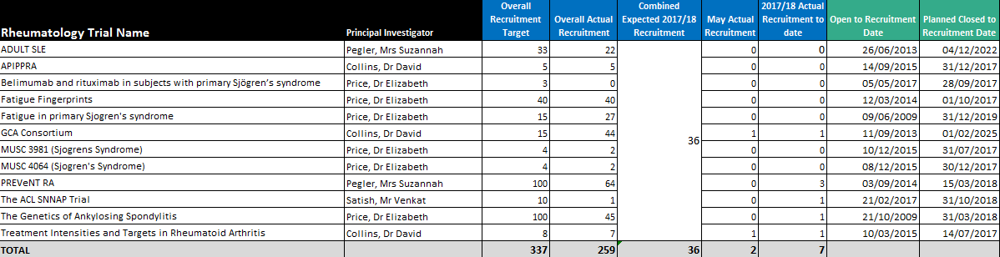 Rheumatology Trial Name Principal Investigator Overall Recruitment Target Overall Actual Recruitment Combined Expected 2017/18 Recruitment May Actual Recruitment 2017/18 Actual Recruitment to date Open to Recruitment Date Planned Closed to Recruitment Date
ADULT SLE Pegler, Mrs Suzannah 33 22 0 0 26/06/2013 04/12/2022
APIPPRA Collins, Dr David 5 5 0 0 14/09/2015 31/12/2017
Belimumab and rituximab in subjects with primary Sjögren’s syndrome Price, Dr Elizabeth 3 0 0 0 05/05/2017 28/09/2017
Fatigue Fingerprints Price, Dr Elizabeth 40 40 0 0 12/03/2014 01/10/2017
Fatigue in primary Sjogren's syndrome Price, Dr Elizabeth 15 27 0 0 09/06/2009 31/12/2019
GCA Consortium Collins, Dr David 15 44 36 1 1 11/09/2013 01/02/2025
MUSC 3981 (Sjogrens Syndrome) Price, Dr Elizabeth 4 2 0 0 10/12/2015 31/07/2017
MUSC 4064 (Sjogren's Syndrome) Price, Dr Elizabeth 4 2 0 0 08/12/2015 30/12/2017
PREVeNT RA Pegler, Mrs Suzannah 100 64 0 3 03/09/2014 15/03/2018
The ACL SNNAP Trial Satish, Mr Venkat 10 1 0 1 21/02/2017 31/10/2018
The Genetics of Ankylosing Spondylitis Price, Dr Elizabeth 100 45 0 1 21/10/2009 31/03/2018
Treatment Intensities and Targets in Rheumatoid Arthritis Collins, Dr David 8 7 1 1 10/03/2015 14/07/2017
TOTAL 337 259 36 2 7